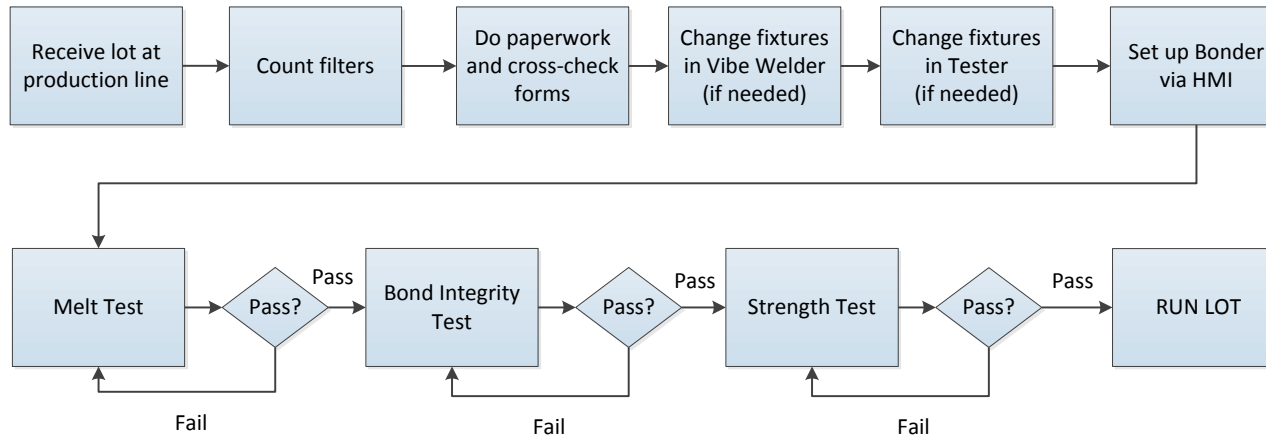 Receive lot at
production line
Count filters
Do paperwork
and cross-check
forms
Change fixtures
in Vibe Welder
(if needed)
Change fixtures
in Tester
(if needed)
Set up Bonder
via HMI
Melt Test
Pass?
Pass
Fail
Bond Integrity
Test
Pass?
Pass
Fail
Strength Test
Pass?
Pass
Fail
RUN LOT